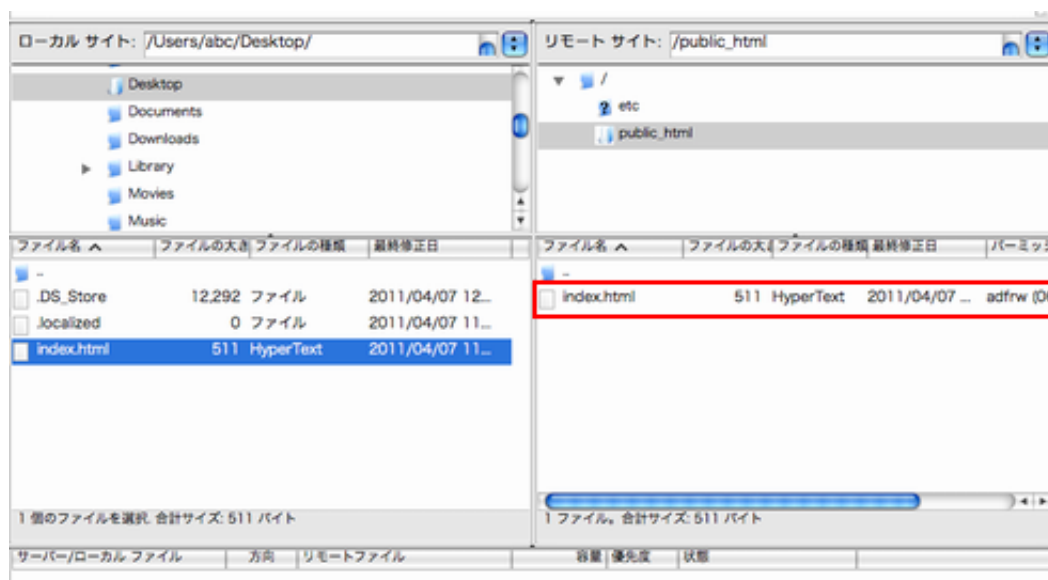 ローカル サイト: /Users/abc/Desktop/
Desktop
Documents
Downloads
Library
Movies
Music
ファイル名 ファイルの大き ファイルの種類 最終修正日
..
.DS_Store 12,292 ファイル 2011/04/07 12...
.localized 0 ファイル 2011/04/07 11...
index.html 511 HyperText 2011/04/07 11...
1 個のファイルを選択. 合計サイズ: 511 バイト
リモート サイト: /public_html
/
? etc
public_html
ファイル名 ファイルの大き ファイルの種類 最終修正日 パーミッシ
..
index.html 511 HyperText 2011/04/07 ... adfrw (0
1 ファイル。合計サイズ: 511 バイト
サーバー/ローカル ファイル 方向 リモートファイル 容量 優先度 状態